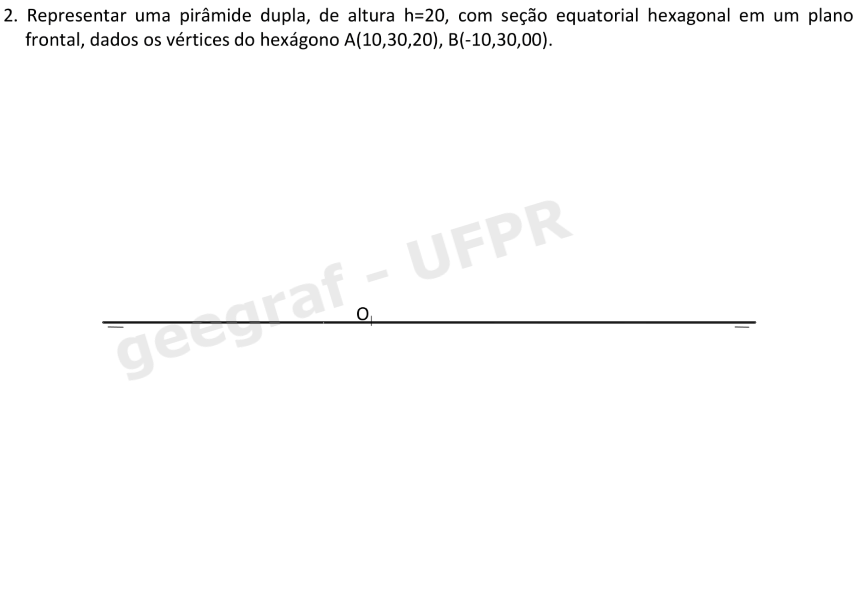 2. Representar uma pirâmide dupla, de altura h=20, com seção equatorial hexagonal em um plano
frontal, dados os vértices do hexágono A(10,30,20), B(-10,30,00).
geegraf - UFPR
O